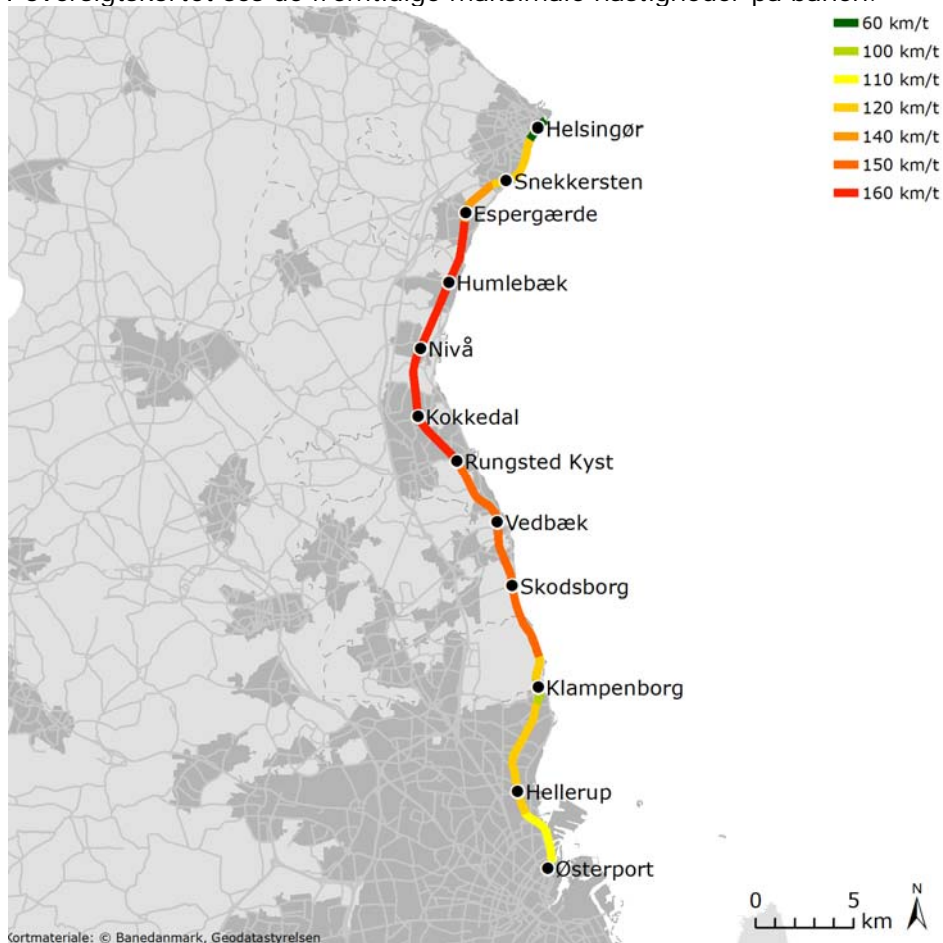 60 km/t
100 km/t
110 km/t
120 km/t
140 km/t
150 km/t
160 km/t
Helsingør
Snekkersten
Espergærde
Humlebæk
Nivå
Kokkedal
Rungsted Kyst
Vedbæk
Skodsborg
Klampenborg
Hellerup
Østerport
0 5
km
N
Kortmateriale: © Banedanmark, Geodatastyrelsen